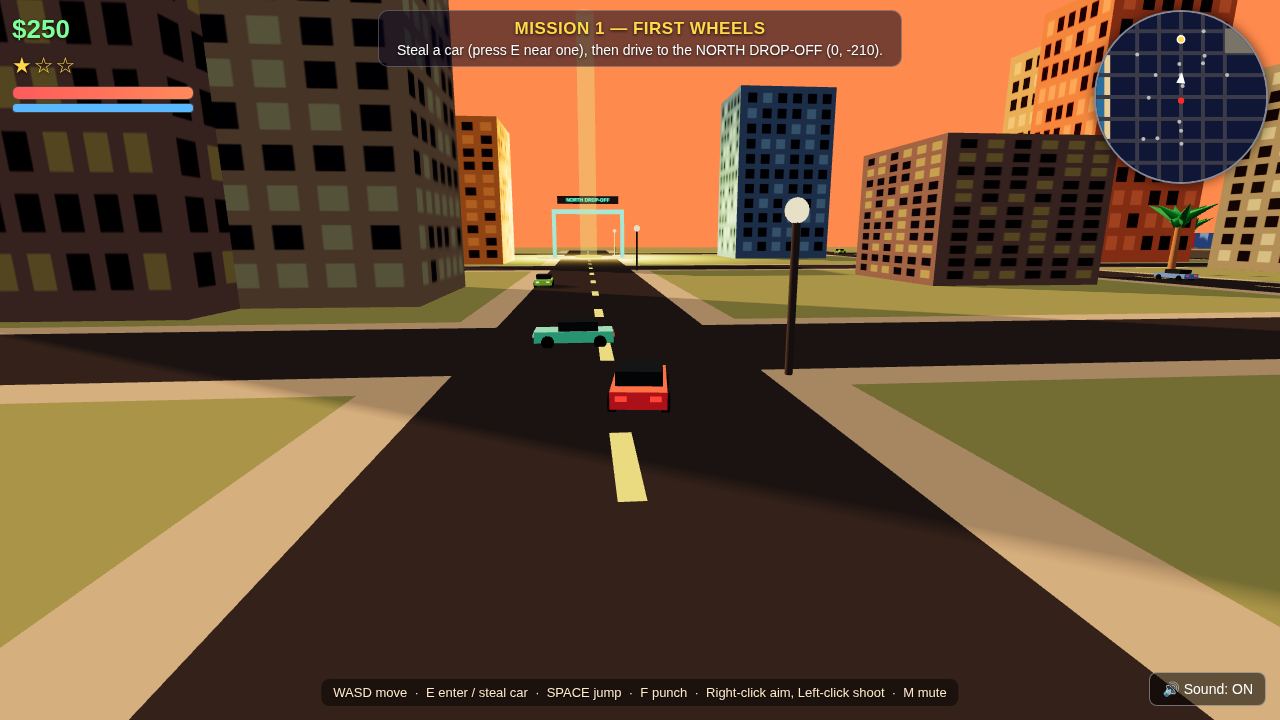 $250
★☆☆
MISSION 1 — FIRST WHEELS
Steal a car (press E near one), then drive to the NORTH DROP-OFF (0, -210).
NORTH DROP-OFF
WASD move · E enter / steal car · SPACE jump · F punch · Right-click aim, Left-click shoot · M mute
🔊 Sound: ON